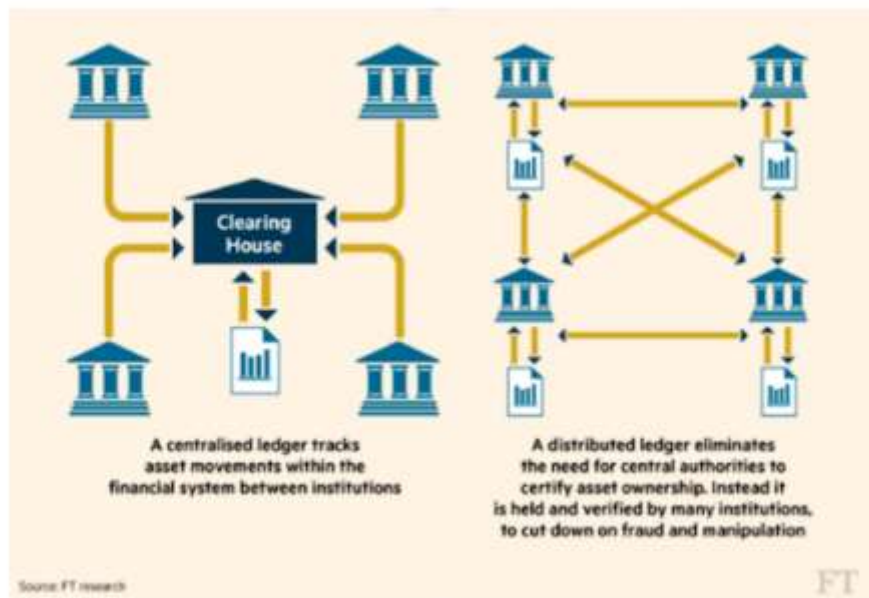 Clearing
House
A centralised ledger tracks
asset movements within the
financial system between institutions
A distributed ledger eliminates
the need for central authorities to
certify asset ownership. Instead it
is held and verified by many institutions,
to cut down on fraud and manipulation
Source: FT research
FT